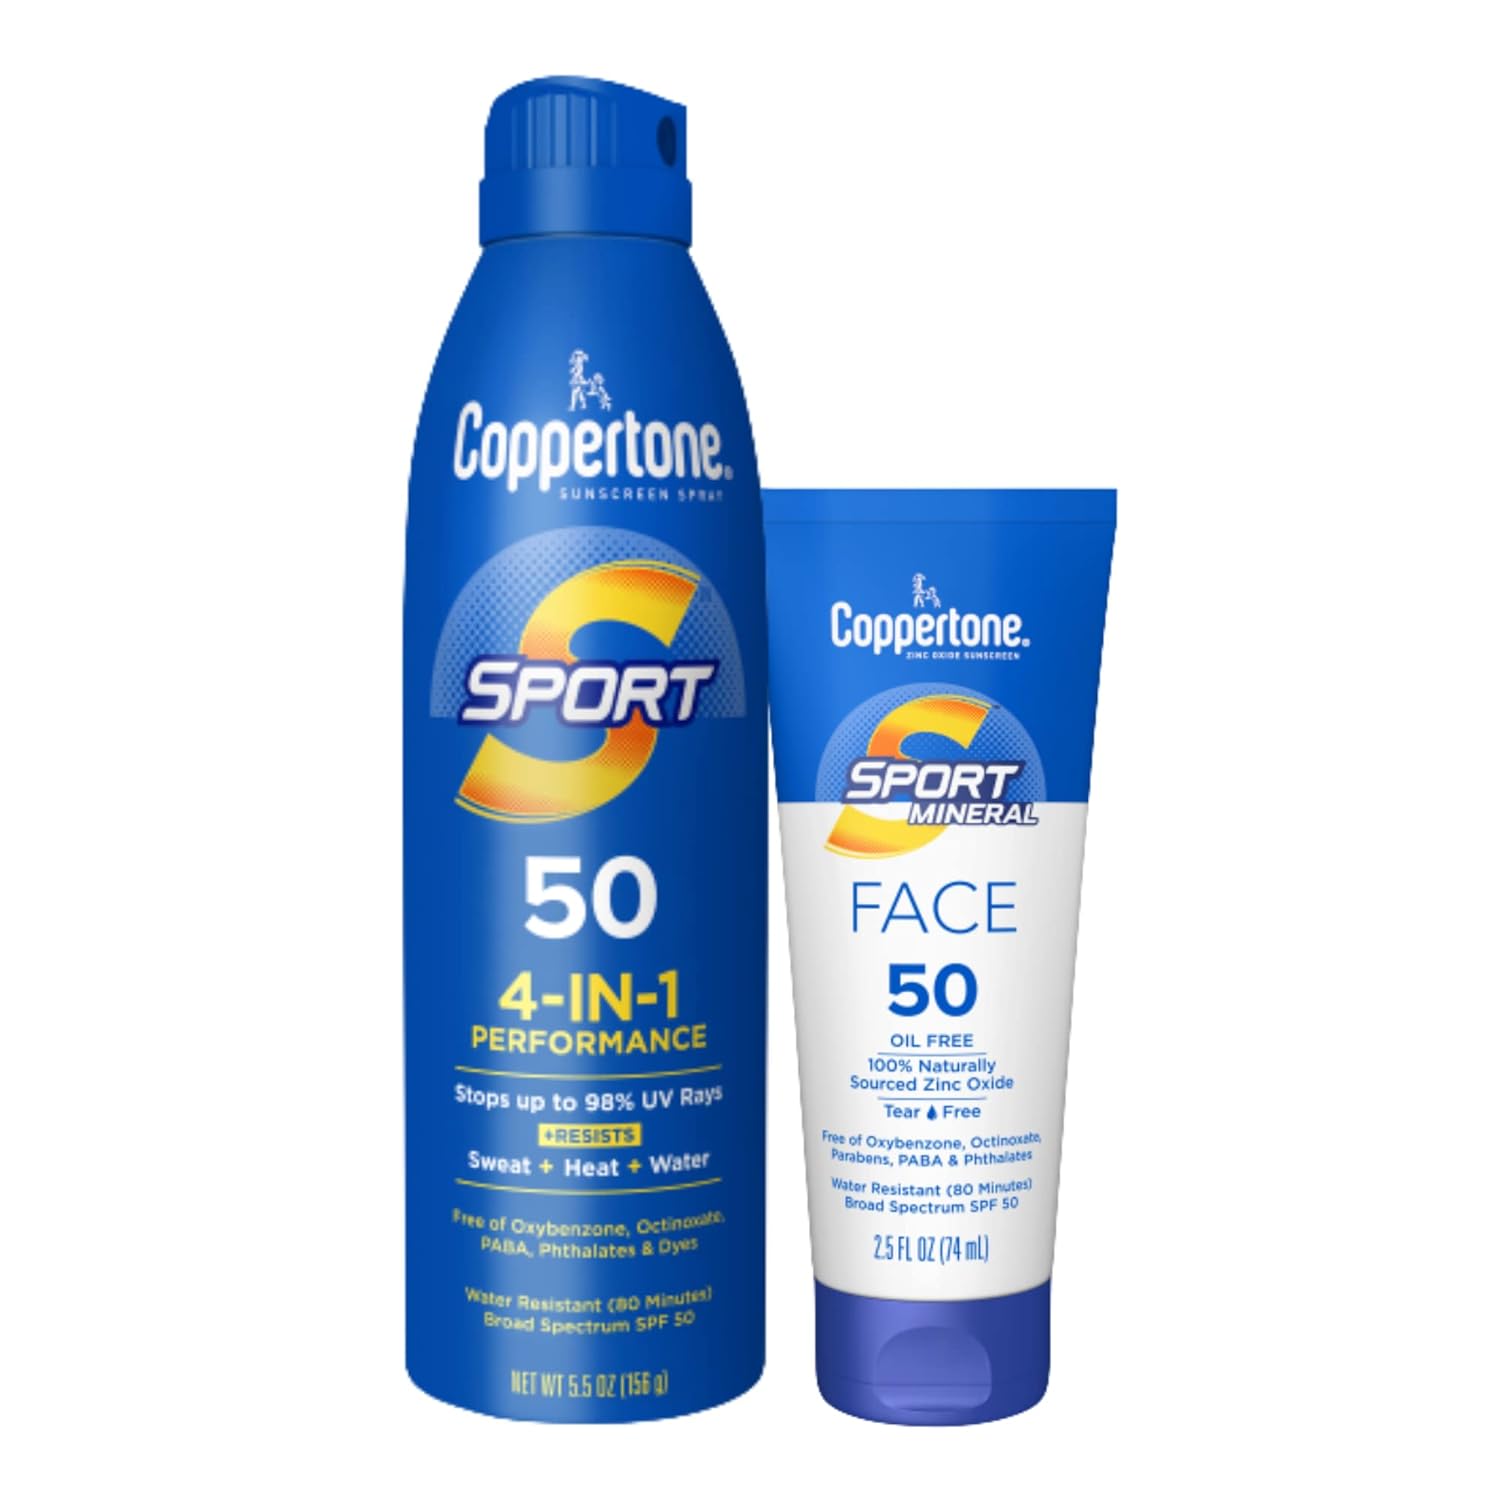 Coppertone®
SUNSCREEN SPRAY
SPORT
50
4-IN-1
PERFORMANCE
Stops up to 98% UV Rays
+RESISTS
Sweat + Heat + Water
Free of Oxybenzone, Octinoxate,
PABA, Phthalates & Dyes
Water Resistant (80 Minutes)
Broad Spectrum SPF 50
NET WT 5.5 OZ (156 g)
Coppertone®
ZINC OXIDE SUNSCREEN
SPORT
MINERAL
FACE
50
OIL FREE
100% Naturally
Sourced Zinc Oxide
Tear Free
Free of Oxybenzone, Octinoxate,
Parabens, PABA & Phthalates
Water Resistant (80 Minutes)
Broad Spectrum SPF 50
2.5 FL OZ (74 mL)